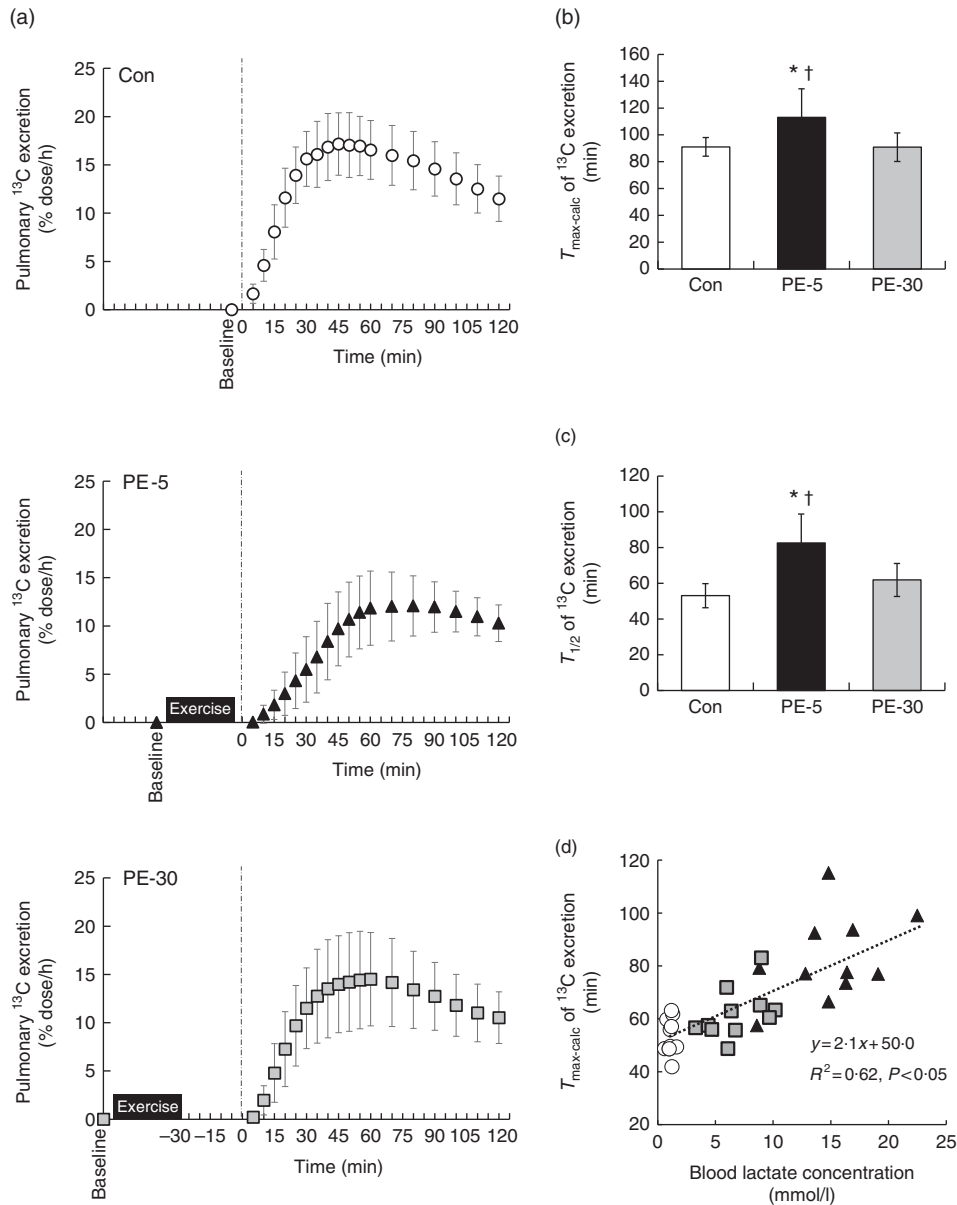 (a)
Con
Pulmonary ¹³C excretion
(% dose/h)
25
20
15
10
5
0
Baseline
0 15 30 45 60 75 90 105 120
Time (min)
PE-5
Pulmonary ¹³C excretion
(% dose/h)
25
20
15
10
5
0
Exercise
Baseline
0 15 30 45 60 75 90 105 120
Time (min)
PE-30
Pulmonary ¹³C excretion
(% dose/h)
25
20
15
10
5
0
Exercise
Baseline
−30 −15 0 15 30 45 60 75 90 105 120
Time (min)
(b)
Tmax-calc of ¹³C excretion
(min)
160
140
120
100
80
60
40
20
0
* †
Con PE-5 PE-30
(c)
T1/2 of ¹³C excretion
(min)
120
100
80
60
40
20
0
* †
Con PE-5 PE-30
(d)
Tmax-calc of ¹³C excretion
(min)
120
100
80
60
40
20
y=2·1x+50·0
R²=0·62, P<0·05
0 5 10 15 20 25
Blood lactate concentration
(mmol/l)